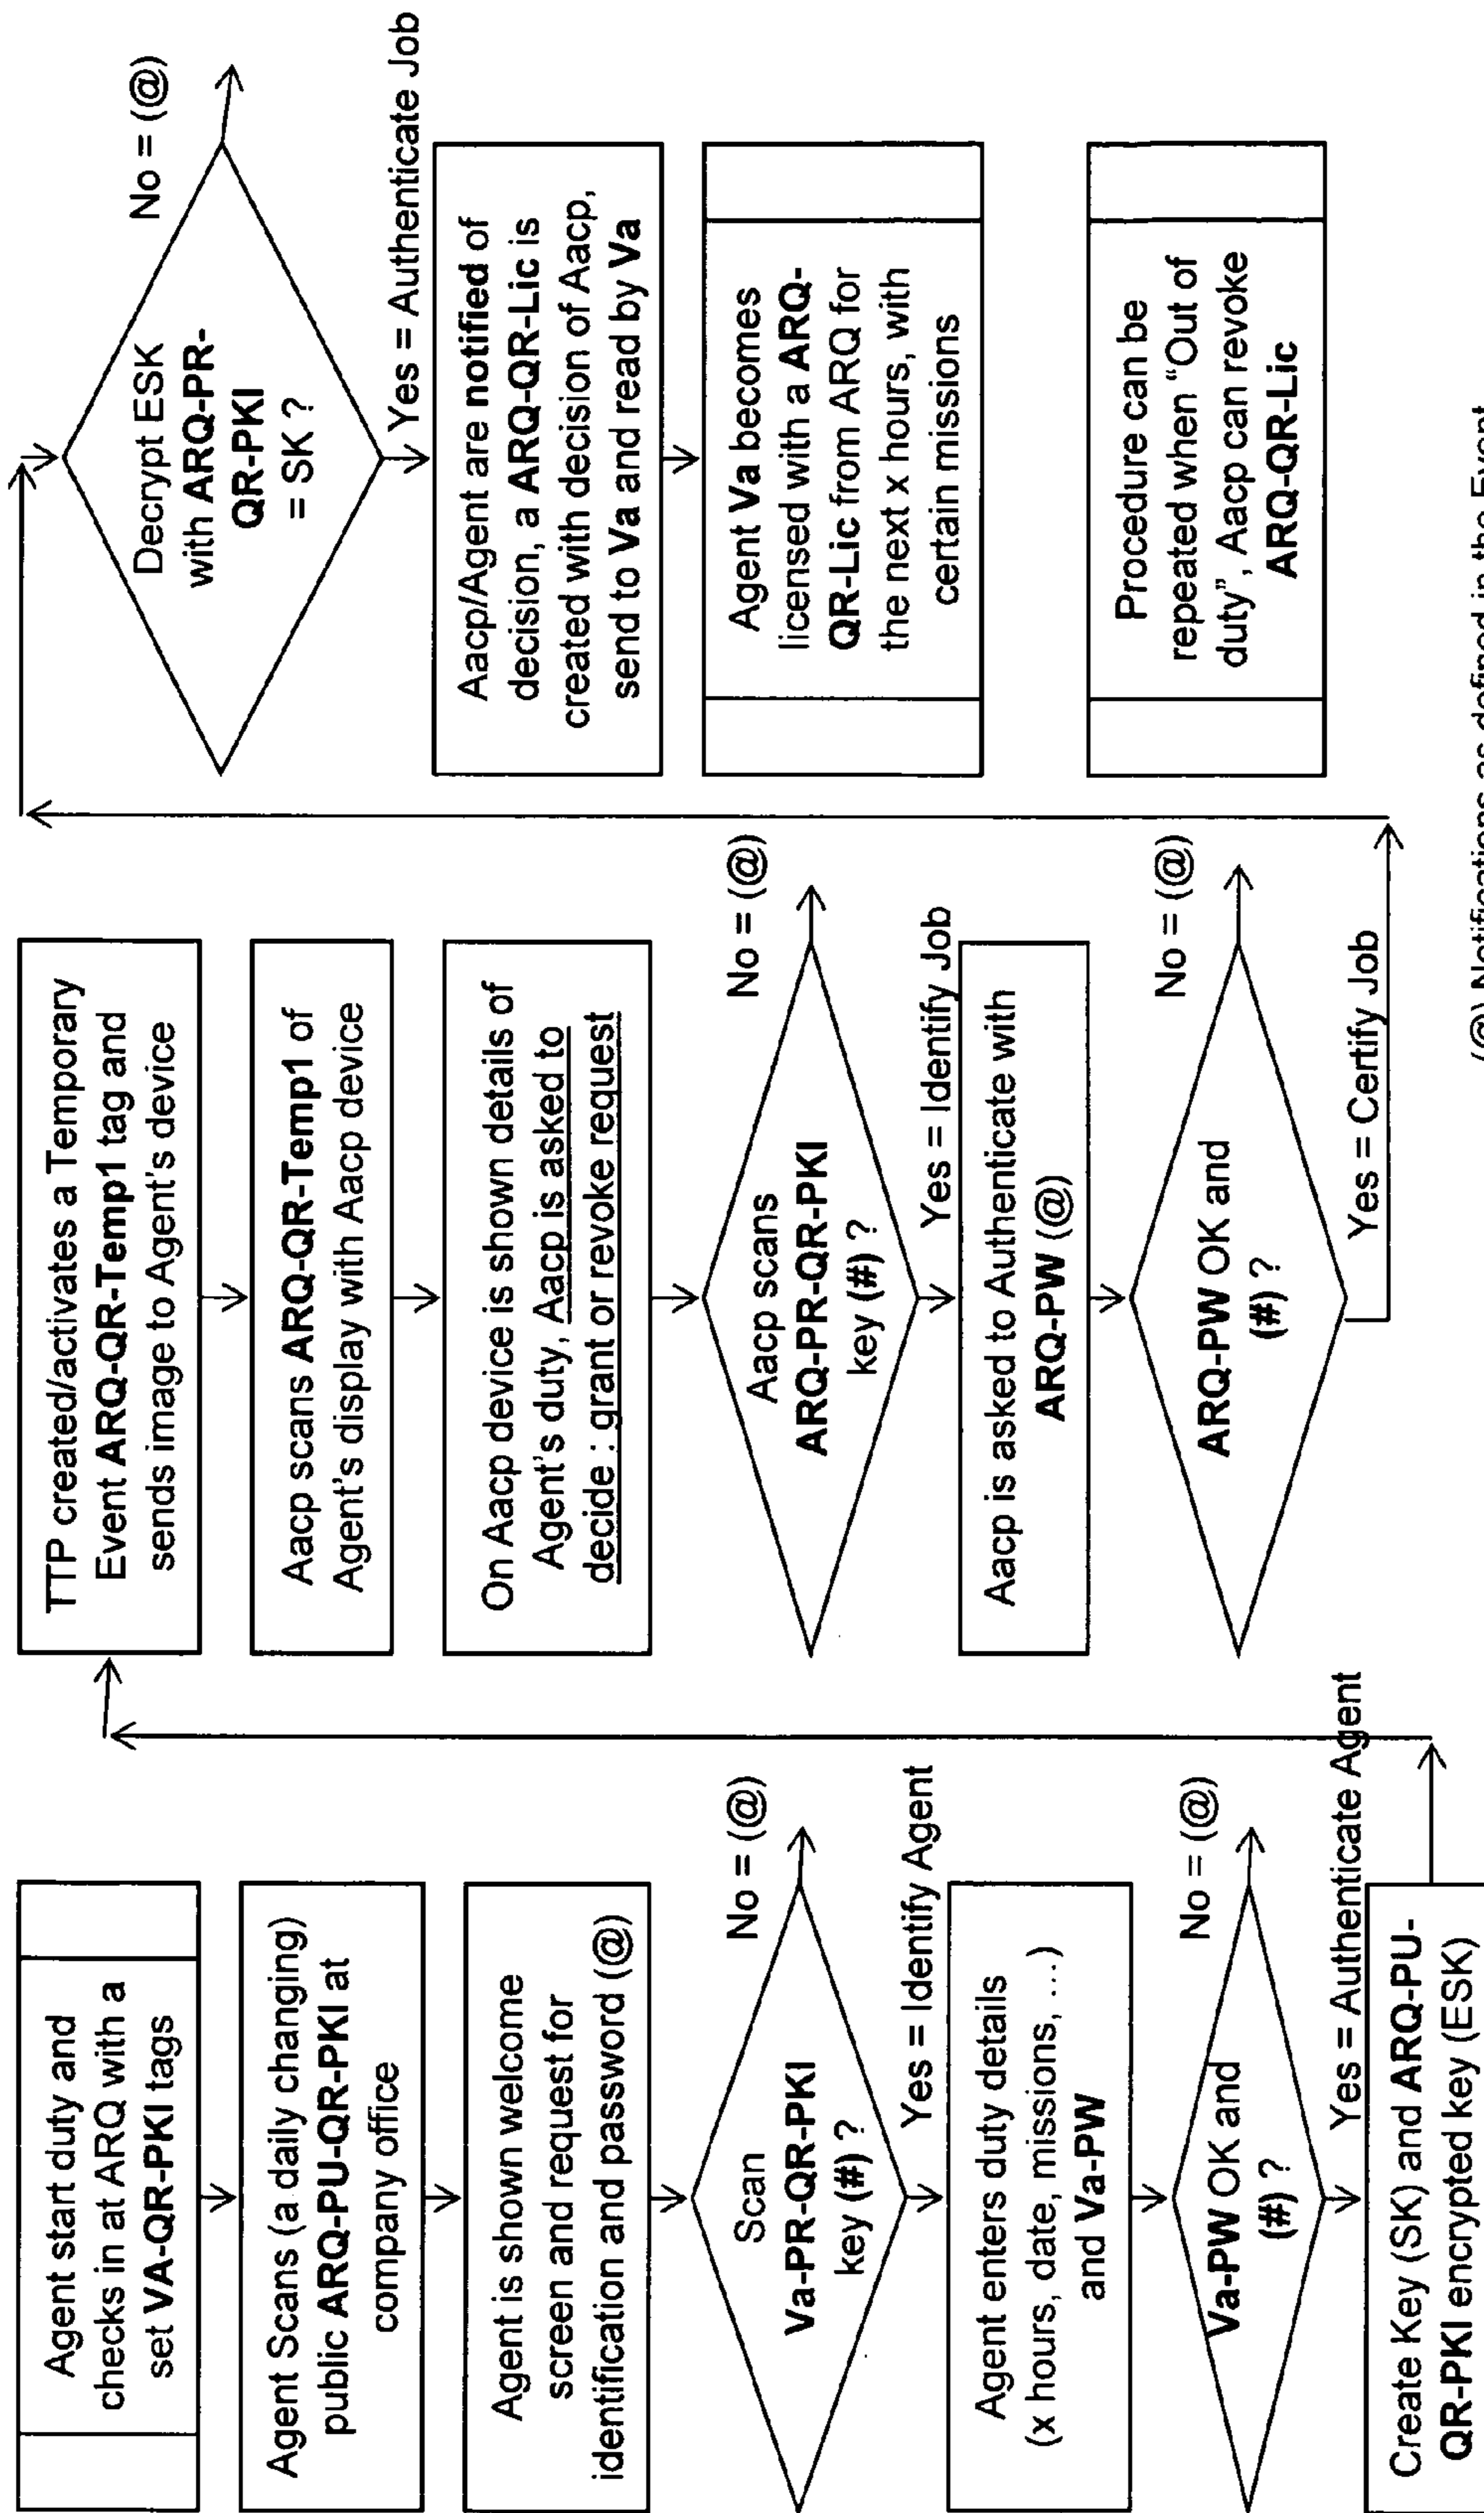 Agent start duty and
checks in at ARQ with a
set VA-QR-PKI tags
Agent Scans (a daily changing)
public ARQ-PU-QR-PKI at
company office
Agent is shown welcome
screen and request for
identification and password (@)
Scan
Va-PR-QR-PKI
key (#) ?
No = (@)
Yes = Identify Agent
Agent enters duty details
(x hours, date, missions, ....)
and Va-PW
Va-PW OK and
(#) ?
No = (@)
Yes = Authenticate Agent
Create Key (SK) and ARQ-PU-
QR-PKI encrypted key (ESK)
TTP created/activates a Temporary
Event ARQ-QR-Temp1 tag and
sends image to Agent's device
Aacp scans ARQ-QR-Temp1 of
Agent's display with Aacp device
On Aacp device is shown details of
Agent's duty, Aacp is asked to
decide : grant or revoke request
Aacp scans
ARQ-PR-QR-PKI
key (#) ?
No = (@)
Yes = Identify Job
Aacp is asked to Authenticate with
ARQ-PW (@)
ARQ-PW OK and
(#) ?
No = (@)
Yes = Certify Job
Decrypt ESK
with ARQ-PR-
QR-PKI
= SK ?
No = (@)
Yes = Authenticate Job
Aacp/Agent are notified of
decision, a ARQ-QR-Lic is
created with decision of Aacp,
send to Va and read by Va
Agent Va becomes
licensed with a ARQ-
QR-Lic from ARQ for
the next x hours, with
certain missions
Procedure can be
repeated when "Out of
duty", Aacp can revoke
ARQ-QR-Lic
(@) Notifications as defined in the Event